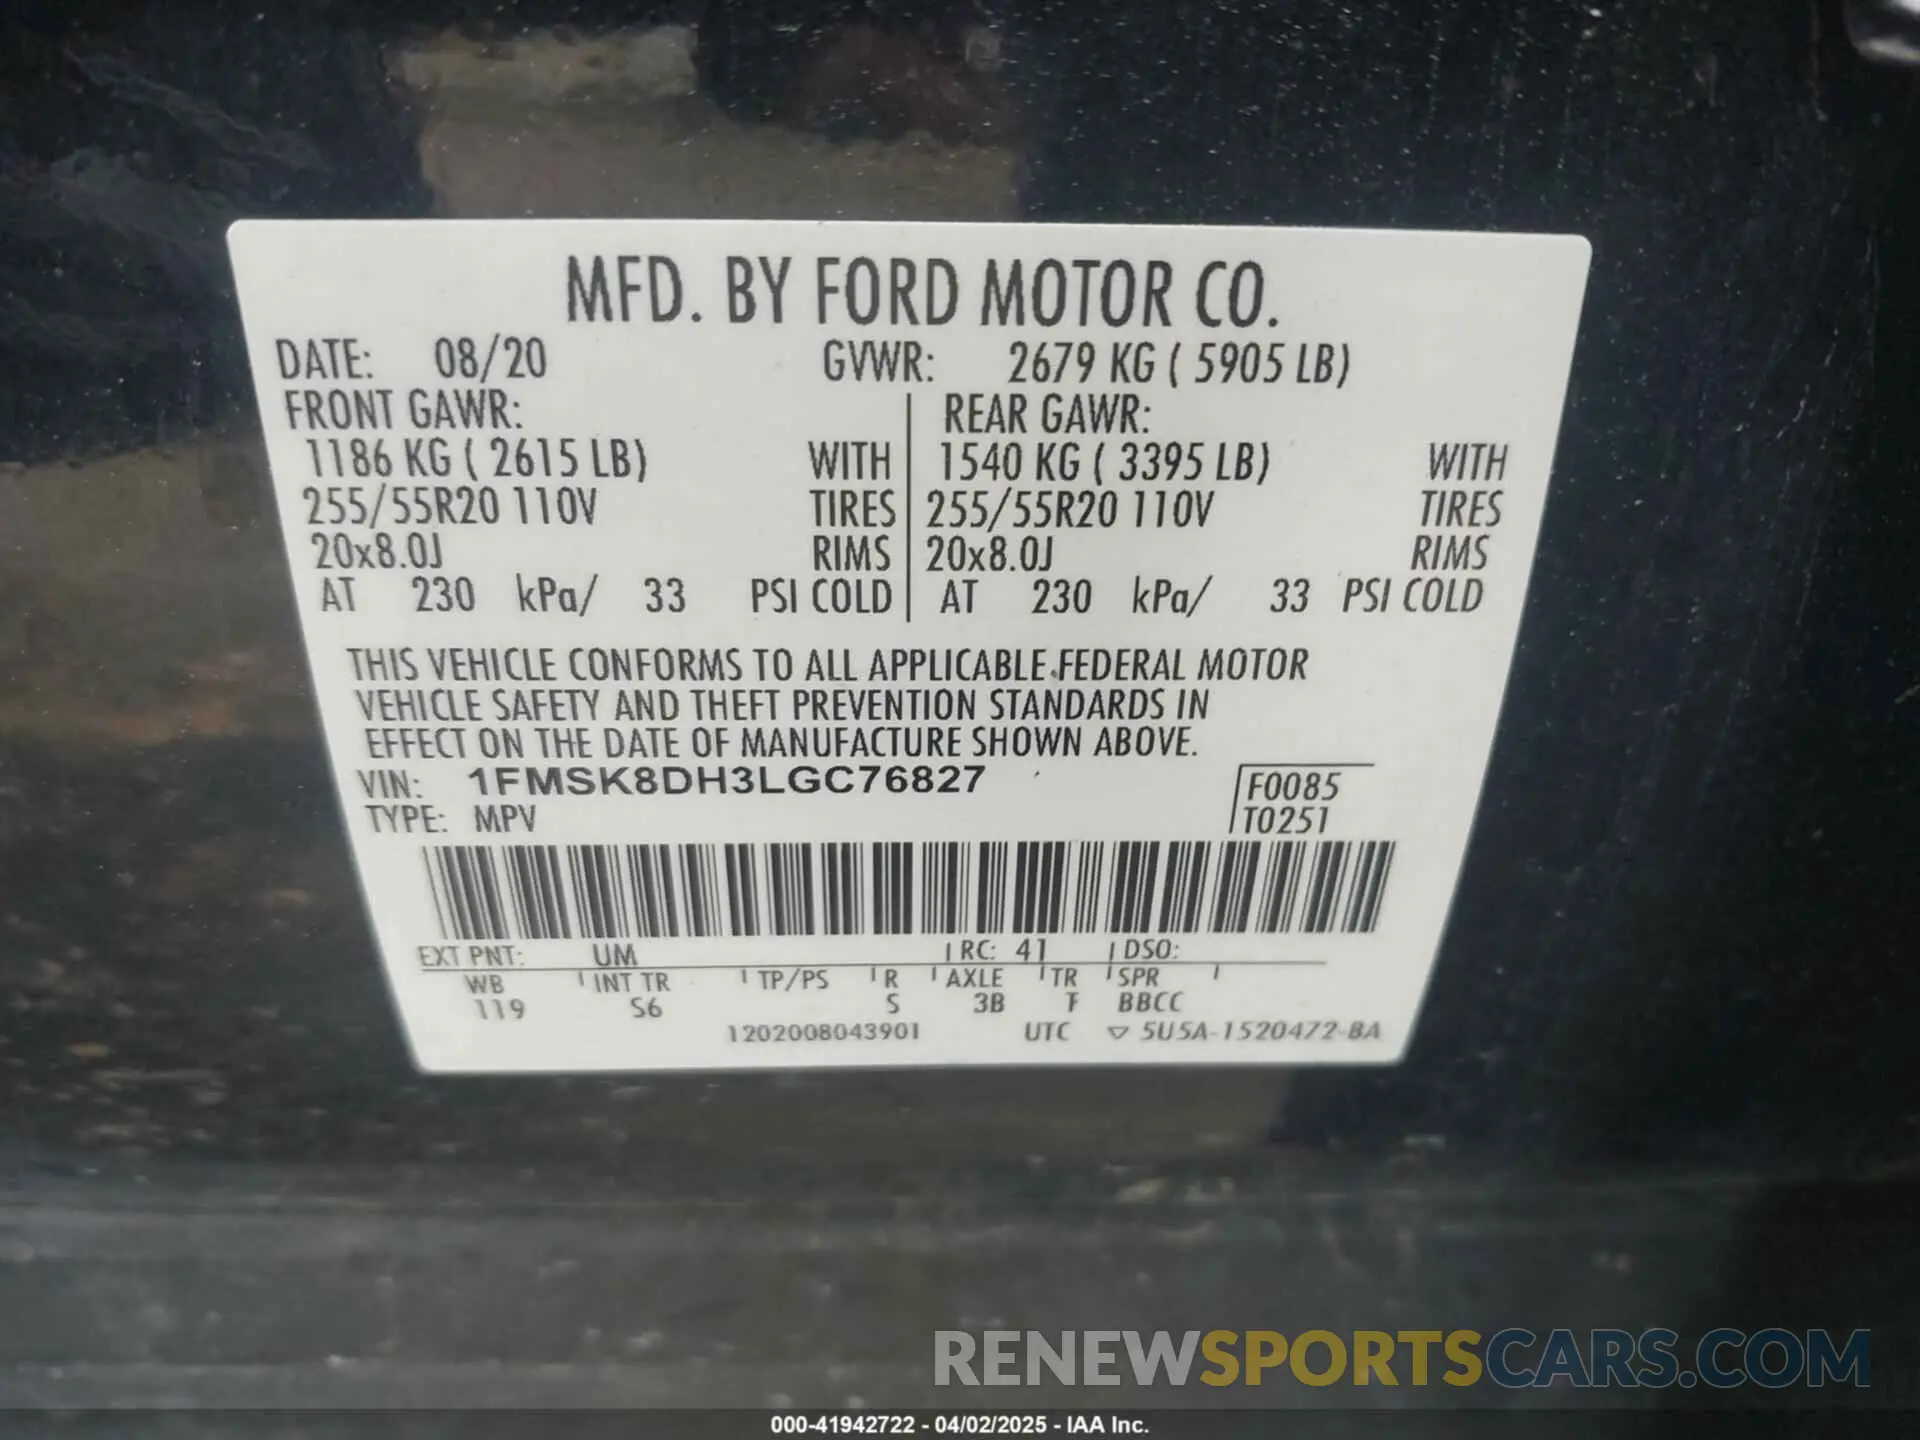 MFD. BY FORD MOTOR CO.
DATE: 08/20 GVWR: 2679 KG ( 5905 LB)
FRONT GAWR: REAR GAWR:
1186 KG ( 2615 LB) WITH 1540 KG ( 3395 LB) WITH
255/55R20 110V TIRES 255/55R20 110V TIRES
20x8.0J RIMS 20x8.0J RIMS
AT 230 kPa/ 33 PSI COLD AT 230 kPa/ 33 PSI COLD
THIS VEHICLE CONFORMS TO ALL APPLICABLE FEDERAL MOTOR
VEHICLE SAFETY AND THEFT PREVENTION STANDARDS IN
EFFECT ON THE DATE OF MANUFACTURE SHOWN ABOVE.
VIN: 1FMSK8DH3LGC76827 F0085
TYPE: MPV T0251
EXT PNT: UM RC: 41 DSO:
WB INT TR TP/PS R AXLE TR SPR
119 S6 S 3B F BBCC
1202008043901 UTC ▽ 5U5A-1520472-BA
RENEWSPORTSCARS.COM
000-41942722 - 04/02/2025 - IAA Inc.